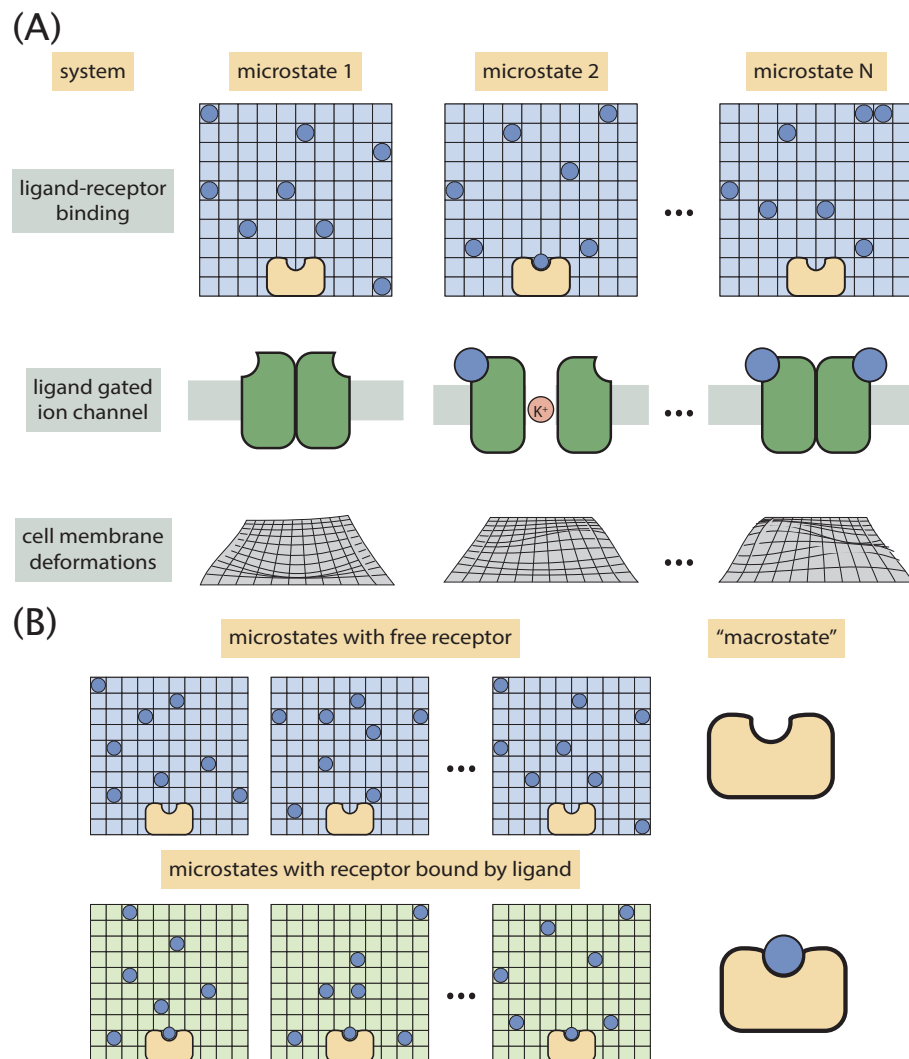 (A)
system
microstate 1
microstate 2
microstate N
ligand-receptor
binding
...
ligand gated
ion channel
K+
...
cell membrane
deformations
...
(B)
microstates with free receptor
“macrostate”
...
microstates with receptor bound by ligand
...